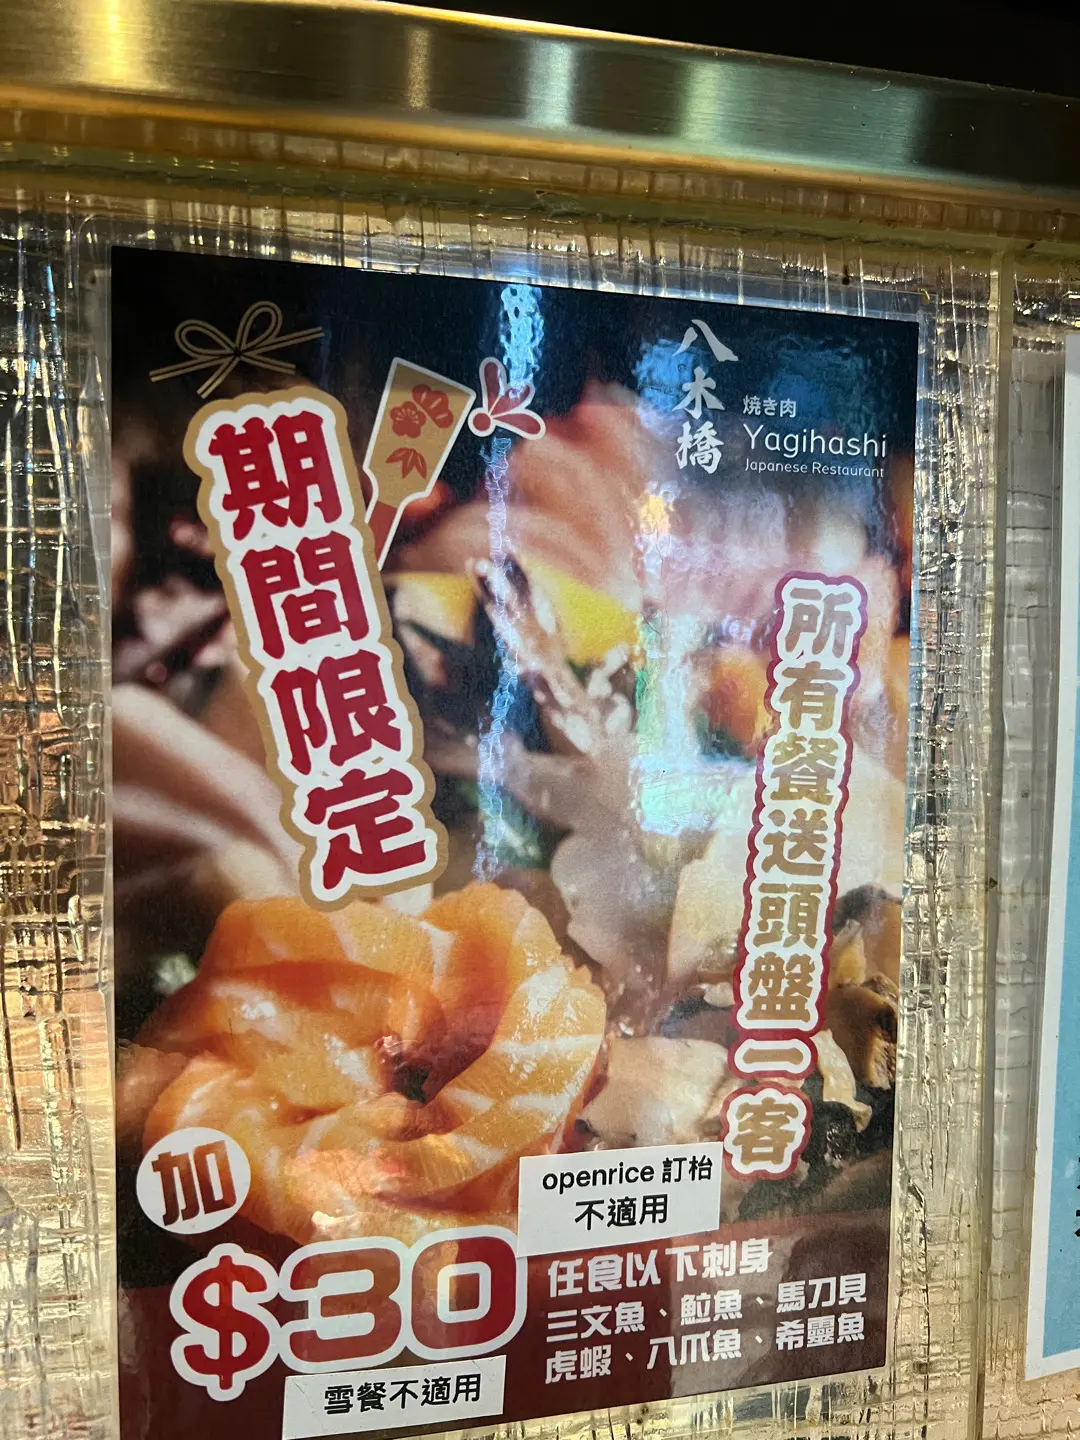 八木橋
焼き肉
Yagihashi
Japanese Restaurant
期間限定
所有餐送頭盤一客
加
$30
openrice 訂枱
不適用
任食以下刺身
三文魚、鮋魚、馬刀貝
虎蝦、八爪魚、希靈魚
雪餐不適用